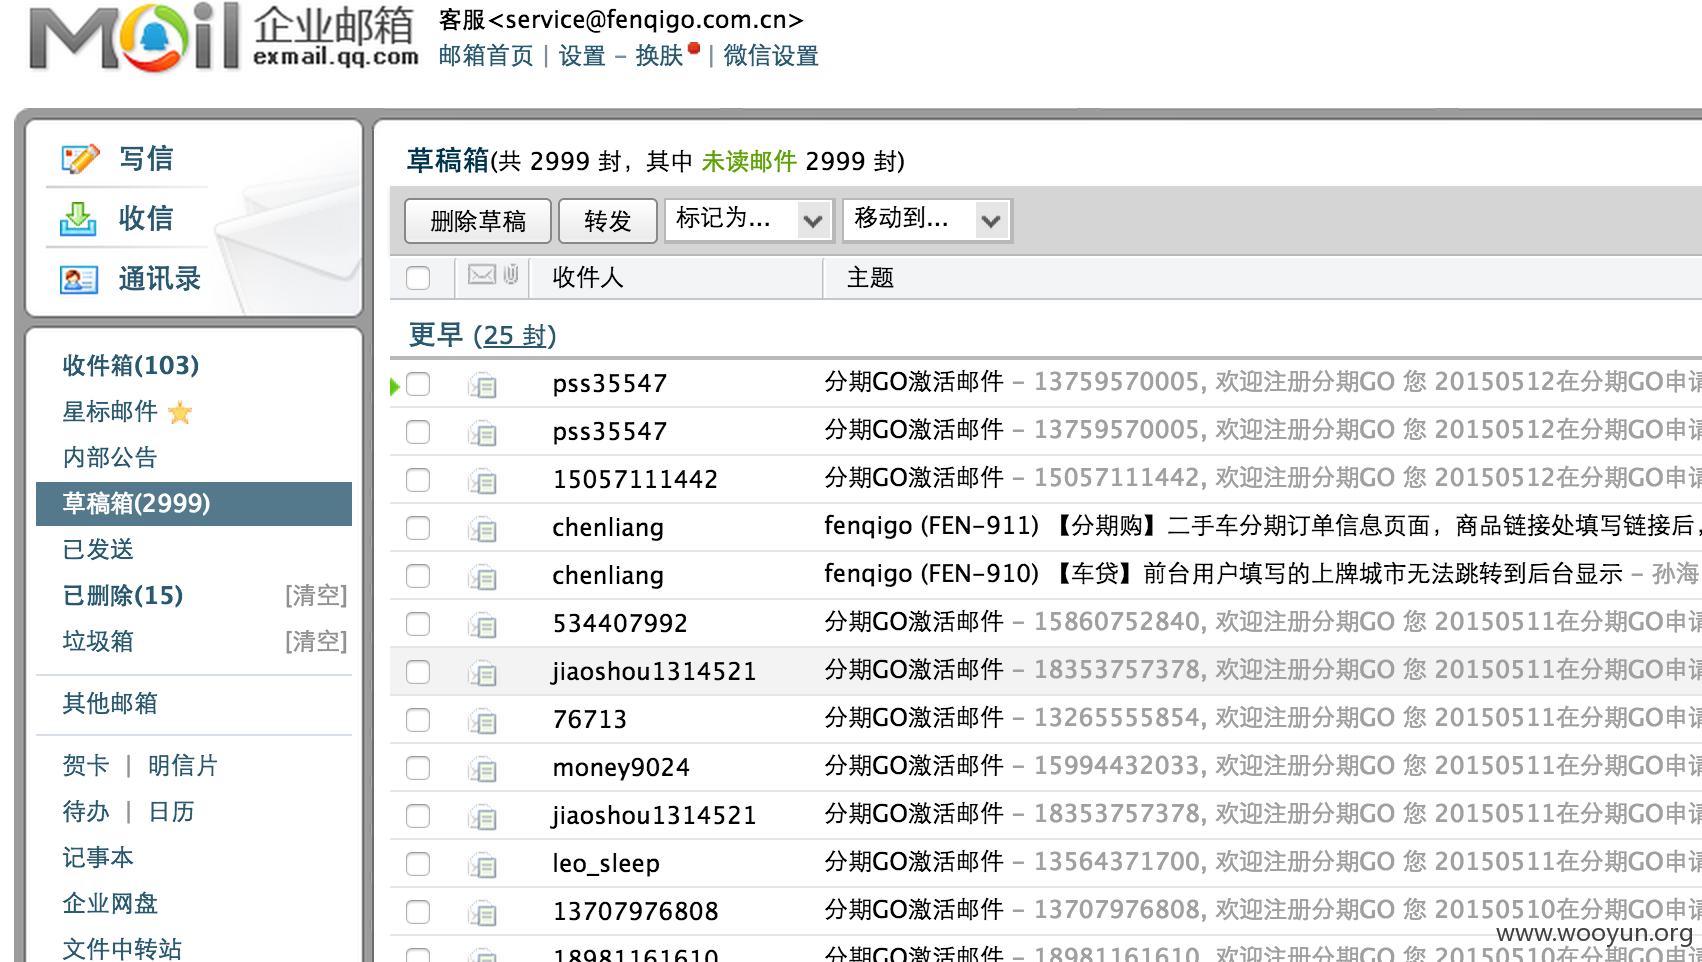 Mail 企业邮箱 exmail.qq.com
客服<service@fenqigo.com.cn>
邮箱首页 | 设置 – 换肤 | 微信设置
写信
收信
通讯录
收件箱(103)
星标邮件
内部公告
草稿箱(2999)
已发送
已删除(15) [清空]
垃圾箱 [清空]
其他邮箱
贺卡 | 明信片
待办 | 日历
记事本
企业网盘
文件中转站
草稿箱(共 2999 封, 其中 未读邮件 2999 封)
删除草稿 转发 标记为... 移动到...
收件人 主题
更早 (25 封)
pss35547 分期GO激活邮件 – 13759570005, 欢迎注册分期GO 您 20150512在分期GO申请
pss35547 分期GO激活邮件 – 13759570005, 欢迎注册分期GO 您 20150512在分期GO申请
15057111442 分期GO激活邮件 – 15057111442, 欢迎注册分期GO 您 20150512在分期GO申请
chenliang fenqigo (FEN-911) 【分期购】二手车分期订单信息页面, 商品链接处填写链接后,
chenliang fenqigo (FEN-910) 【车贷】前台用户填写的上牌城市无法跳转到后台显示 – 孙海
534407992 分期GO激活邮件 – 15860752840, 欢迎注册分期GO 您 20150511在分期GO申请
jiaoshou1314521 分期GO激活邮件 – 18353757378, 欢迎注册分期GO 您 20150511在分期GO申请
76713 分期GO激活邮件 – 13265555854, 欢迎注册分期GO 您 20150511在分期GO申请
money9024 分期GO激活邮件 – 15994432033, 欢迎注册分期GO 您 20150511在分期GO申请
jiaoshou1314521 分期GO激活邮件 – 18353757378, 欢迎注册分期GO 您 20150511在分期GO申请
leo_sleep 分期GO激活邮件 – 13564371700, 欢迎注册分期GO 您 20150511在分期GO申请
13707976808 分期GO激活邮件 – 13707976808, 欢迎注册分期GO 您 20150510在分期GO申请
18981161610 分期GO激活邮件 – 18981161610, 欢迎注册分期GO 您 20150510在分期GO申请
www.wooyun.org